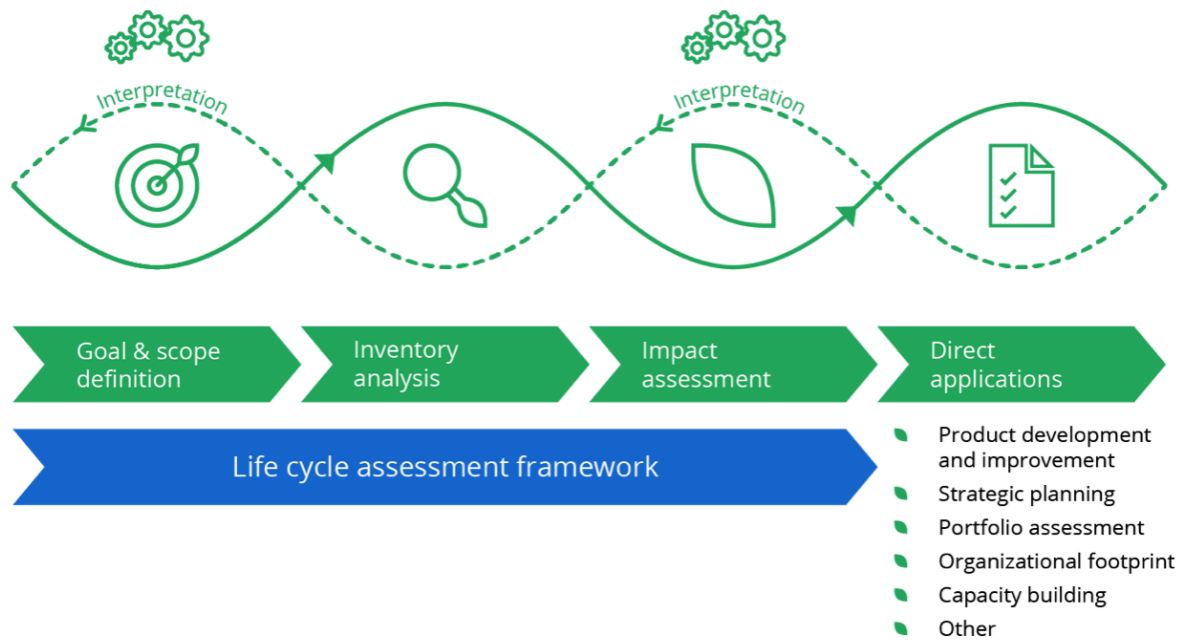 Interpretation
Interpretation
Goal & scope
definition
Inventory
analysis
Impact
assessment
Direct
applications
Life cycle assessment framework
Product development
and improvement
Strategic planning
Portfolio assessment
Organizational footprint
Capacity building
Other